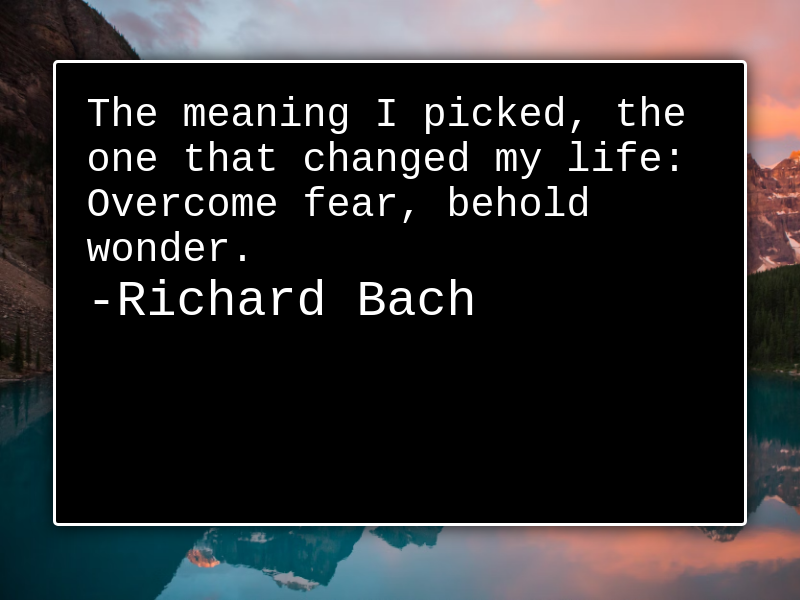 The meaning I picked, the
one that changed my life:
Overcome fear, behold
wonder.
-Richard Bach